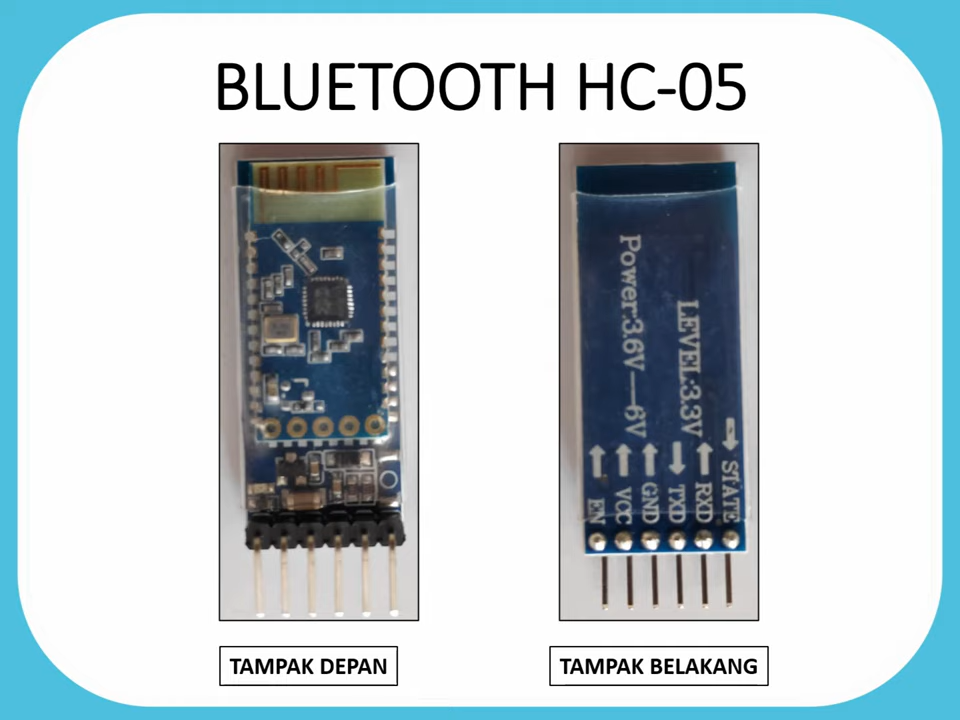 BLUETOOTH HC-05
Power:3.6V—6V
LEVEL:3.3V
EN
VCC
GND
TXD
RXD
STATE
TAMPAK DEPAN
TAMPAK BELAKANG